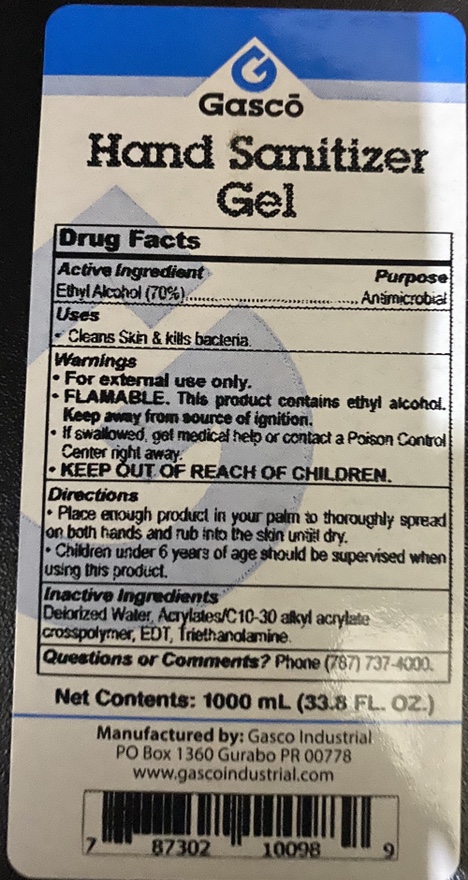 Gascō
Hand Sanitizer
Gel
Drug Facts
Active Ingredient Purpose
Ethyl Alcohol (70%)........................................ Antimicrobial
Uses
• Cleans Skin & kills bacteria.
Warnings
• For external use only.
• FLAMABLE. This product contains ethyl alcohol.
Keep away from source of ignition.
• If swallowed, get medical help or contact a Poison Control
Center right away.
• KEEP OUT OF REACH OF CHILDREN.
Directions
• Place enough product in your palm to thoroughly spread
on both hands and rub into the skin until dry.
• Children under 6 years of age should be supervised when
using this product.
Inactive Ingredients
Deiorized Water, Acrylates/C10-30 alkyl acrylate
crosspolymer, EDT, Triethanolamine.
Questions or Comments? Phone (787) 737-4000.
Net Contents: 1000 mL (33.8 FL. OZ.)
Manufactured by: Gasco Industrial
PO Box 1360 Gurabo PR 00778
www.gascoindustrial.com
7 87302 10098 9